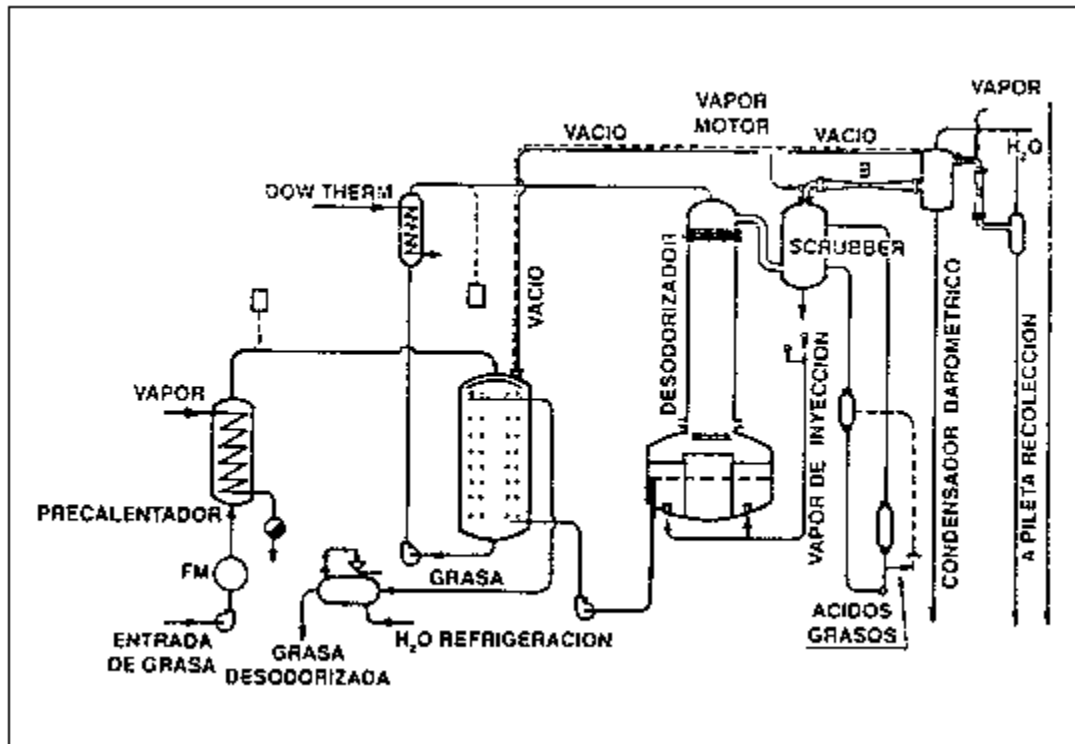 VAPOR
VAPOR
MOTOR
VACIO
VACIO
H₂O
DOW THERM
SCRUBBER
DESODORIZADOR
VACIO
VAPOR
PRECALENTADOR
FM
ENTRADA
DE GRASA
GRASA
H₂O REFRIGERACION
GRASA
DESODORIZADA
VAPOR DE INYECCION
ACIDOS
GRASOS
CONDENSADOR DAROMETRICO
A PILETA RECOLECCION